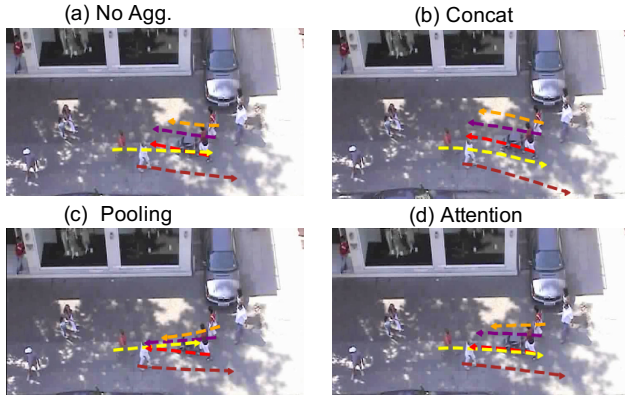 (a) No Agg.
(b) Concat
(c) Pooling
(d) Attention